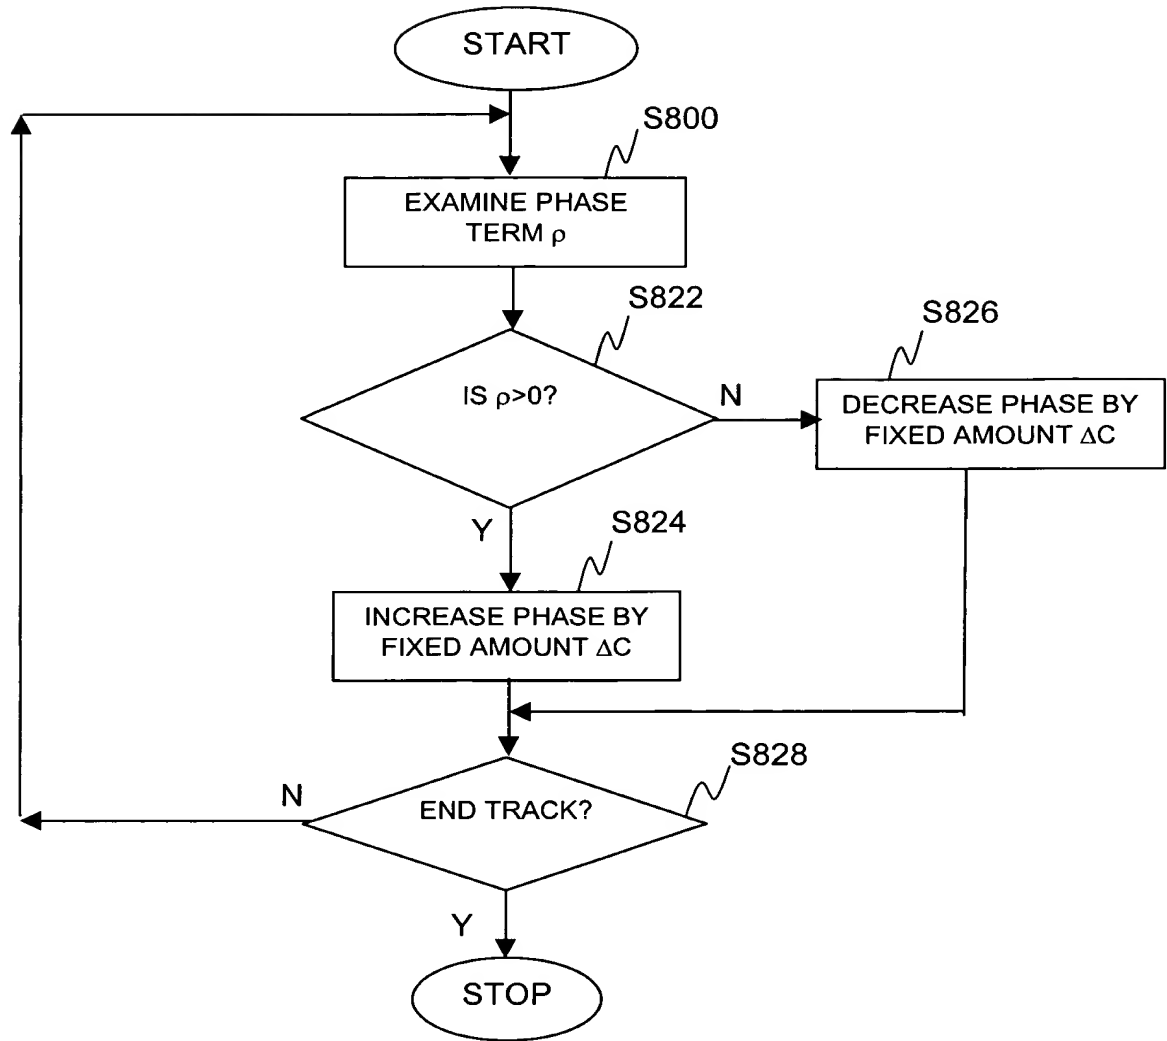 START
S800
EXAMINE PHASE
TERM ρ
S822
IS ρ>0?
N
S826
DECREASE PHASE BY
FIXED AMOUNT ΔC
Y
S824
INCREASE PHASE BY
FIXED AMOUNT ΔC
S828
END TRACK?
N
Y
STOP